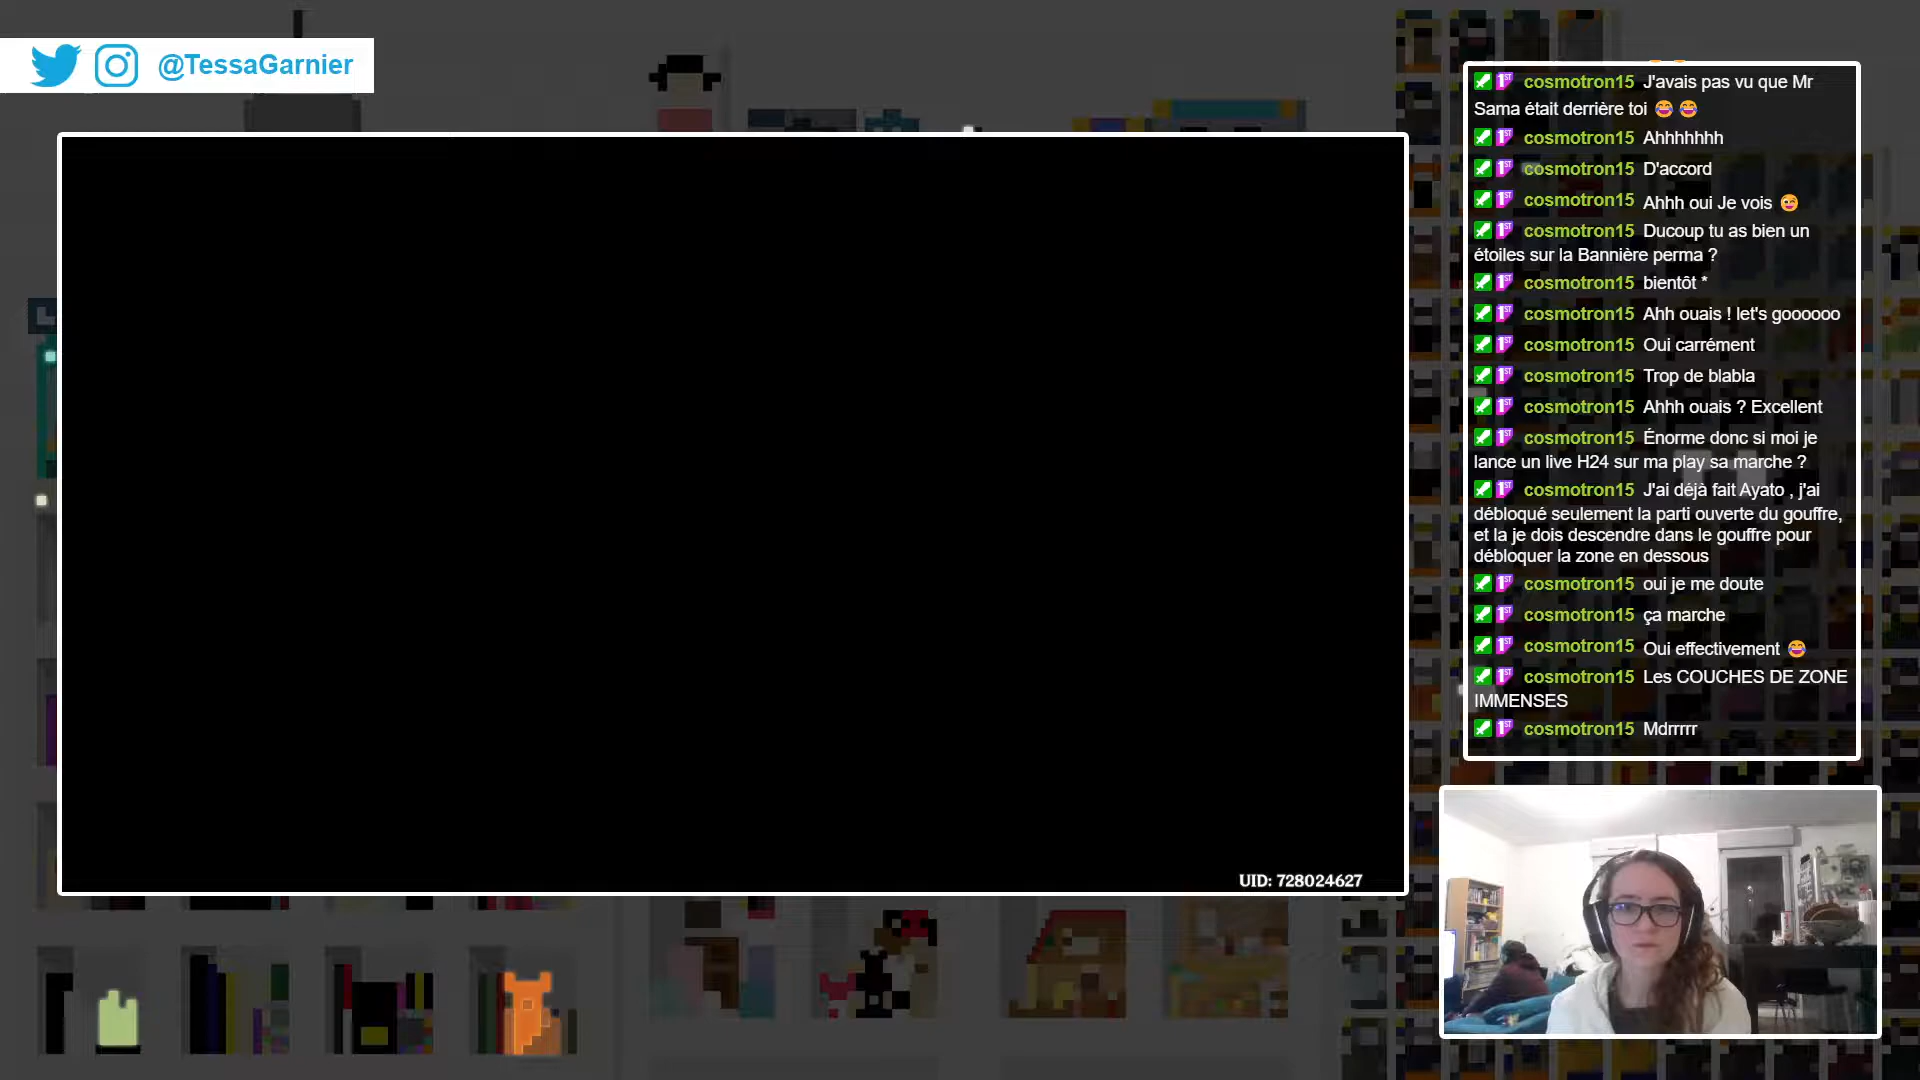 @TessaGarnier
cosmotron15 J'avais pas vu que Mr
Sama était derrière toi
cosmotron15 Ahhhhhhh
cosmotron15 D'accord
cosmotron15 Ahhh oui Je vois
cosmotron15 Ducoup tu as bien un
étoiles sur la Bannière perma ?
cosmotron15 bientôt *
cosmotron15 Ahh ouais ! let's goooooo
cosmotron15 Oui carrément
cosmotron15 Trop de blabla
cosmotron15 Ahhh ouais ? Excellent
cosmotron15 Énorme donc si moi je
lance un live H24 sur ma play sa marche ?
cosmotron15 J'ai déjà fait Ayato , j'ai
débloqué seulement la parti ouverte du gouffre,
et la je dois descendre dans le gouffre pour
débloquer la zone en dessous
cosmotron15 oui je me doute
cosmotron15 ça marche
cosmotron15 Oui effectivement
cosmotron15 Les COUCHES DE ZONE
IMMENSES
cosmotron15 Mdrrrrr
UID: 728024627